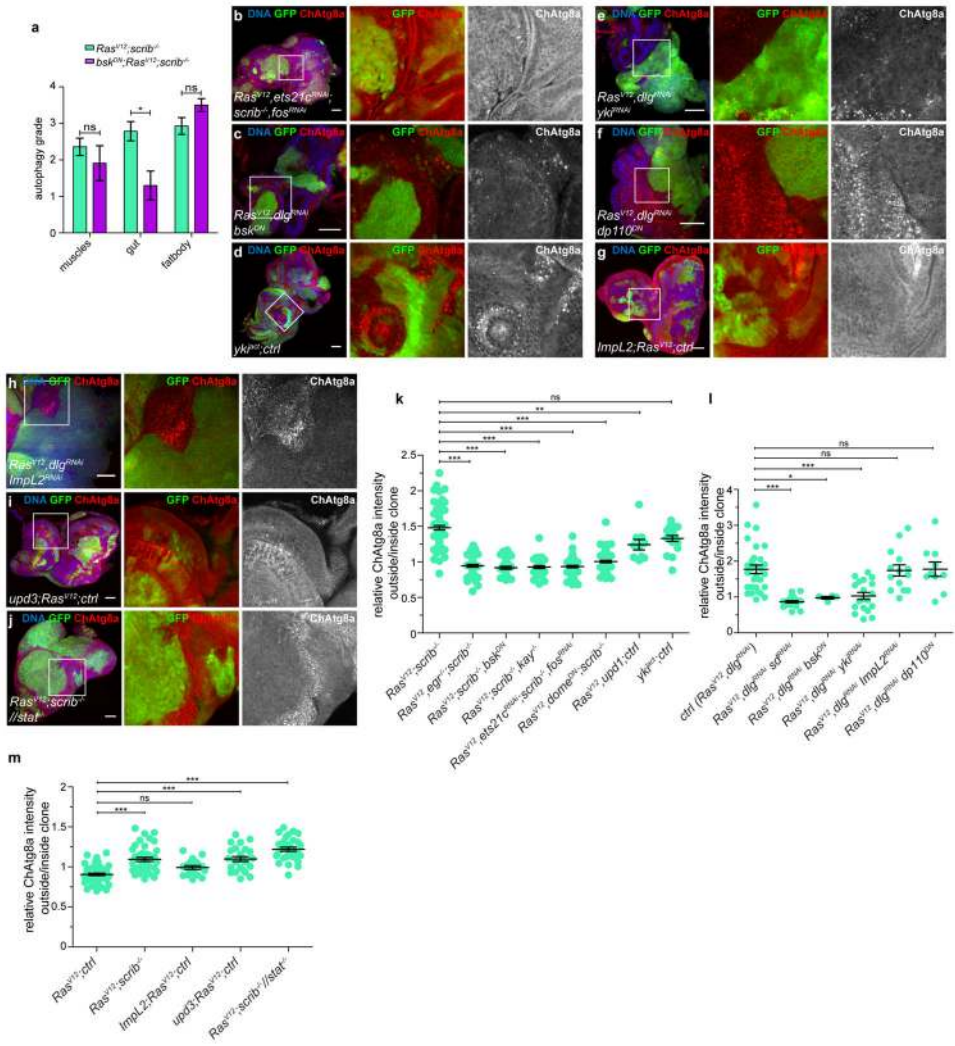 a
Ras^V12;scrib^-/-
bsk^DN;Ras^V12;scrib^-/-
autophagy grade
4
3
2
1
0
ns
*
ns
muscles
gut
fatbody
b
DNA GFP ChAtg8a
GFP ChAtg8a
ChAtg8a
Ras^V12,ets21c^RNAi;
scrib^-/-,fos^RNAi
c
DNA GFP ChAtg8a
GFP ChAtg8a
ChAtg8a
Ras^V12,dlg^RNAi
bsk^DN
d
DNA GFP ChAtg8a
GFP ChAtg8a
ChAtg8a
yki^act;ctrl
e
DNA GFP ChAtg8a
GFP ChAtg8a
ChAtg8a
Ras^V12,dlg^RNAi
yki^RNAi
f
DNA GFP ChAtg8a
GFP ChAtg8a
ChAtg8a
Ras^V12,dlg^RNAi
dp110^DN
g
DNA GFP ChAtg8a
GFP ChAtg8a
ChAtg8a
ImpL2;Ras^V12;ctrl
h
DNA GFP ChAtg8a
GFP ChAtg8a
ChAtg8a
Ras^V12,dlg^RNAi
ImpL2^RNAi
i
DNA GFP ChAtg8a
GFP ChAtg8a
ChAtg8a
upd3;Ras^V12;ctrl
j
DNA GFP ChAtg8a
GFP ChAtg8a
ChAtg8a
Ras^V12;scrib^-/-
//stat^-/-
k
relative ChAtg8a intensity
outside/inside clone
2.5
2
1.5
1
0.5
0
ns
**
***
***
***
***
***
Ras^V12;scrib^-/-
Ras^V12,egr^-/-;scrib^-/-
Ras^V12;scrib^-/-,bsk^DN
Ras^V12;scrib^-/-,kay^-/-
Ras^V12,ets21c^RNAi;scrib^-/-,fos^RNAi
Ras^V12,dome^DN;scrib^-/-
Ras^V12,upd1;ctrl
yki^act;ctrl
l
relative ChAtg8a intensity
outside/inside clone
4
3
2
1
0
ns
ns
***
*
***
ctrl (Ras^V12,dlg^RNAi)
Ras^V12,dlg^RNAi sd^RNAi
Ras^V12,dlg^RNAi bsk^DN
Ras^V12,dlg^RNAi yki^RNAi
Ras^V12,dlg^RNAi ImpL2^RNAi
Ras^V12,dlg^RNAi dp110^DN
m
relative ChAtg8a intensity
outside/inside clone
2
1.5
1
0.5
0
***
***
ns
***
Ras^V12;ctrl
Ras^V12;scrib^-/-
ImpL2;Ras^V12;ctrl
upd3;Ras^V12;ctrl
Ras^V12;scrib^-/-//stat^-/-